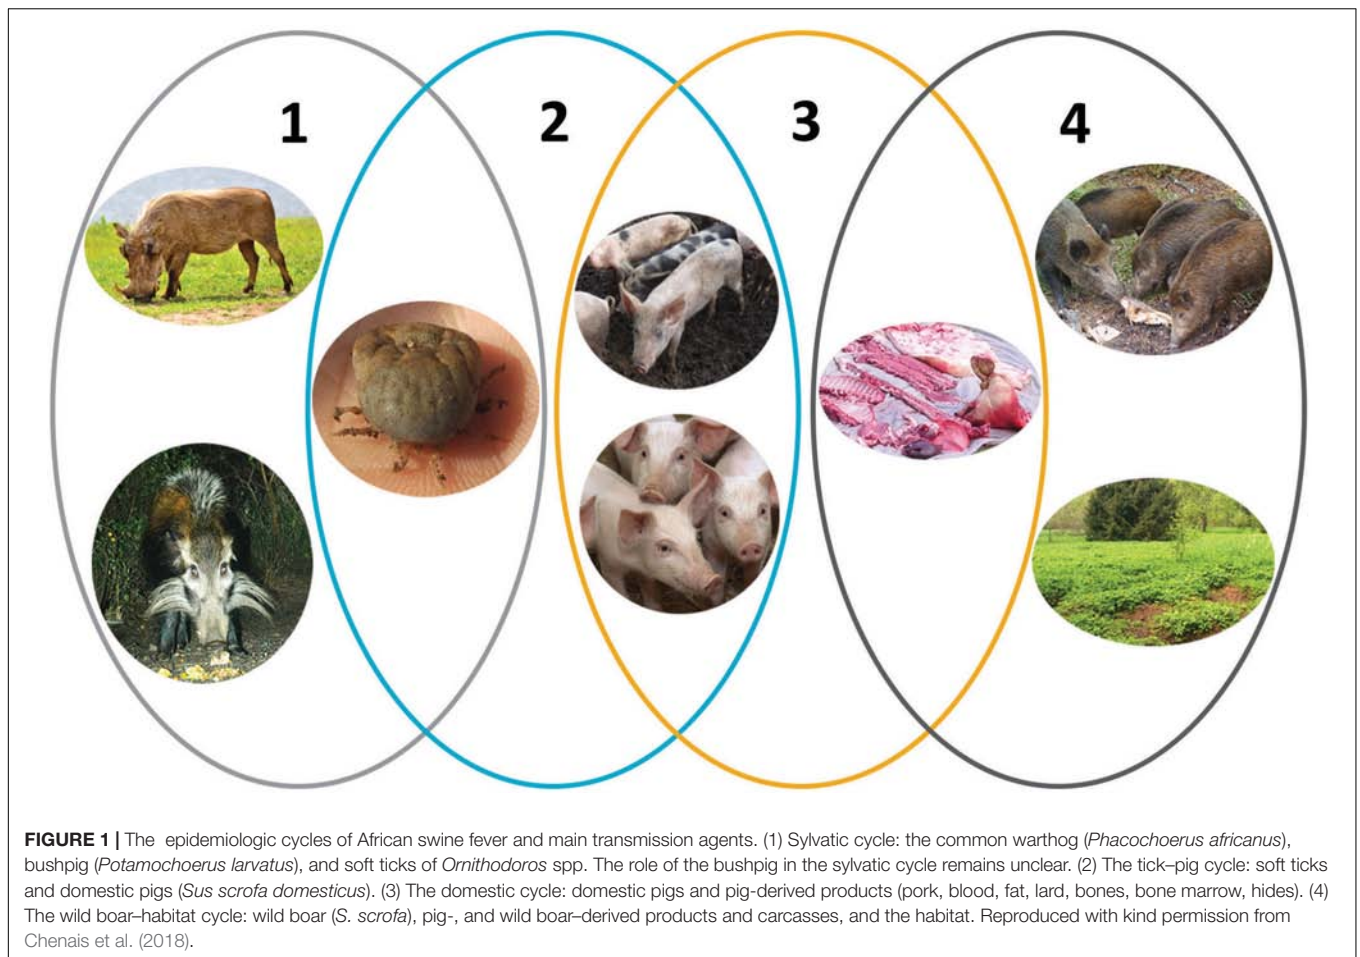 1
2
3
4
FIGURE 1 | The epidemiologic cycles of African swine fever and main transmission agents. (1) Sylvatic cycle: the common warthog (Phacochoerus africanus),
bushpig (Potamochoerus larvatus), and soft ticks of Ornithodoros spp. The role of the bushpig in the sylvatic cycle remains unclear. (2) The tick–pig cycle: soft ticks
and domestic pigs (Sus scrofa domesticus). (3) The domestic cycle: domestic pigs and pig-derived products (pork, blood, fat, lard, bones, bone marrow, hides). (4)
The wild boar–habitat cycle: wild boar (S. scrofa), pig-, and wild boar–derived products and carcasses, and the habitat. Reproduced with kind permission from
Chenais et al. (2018).